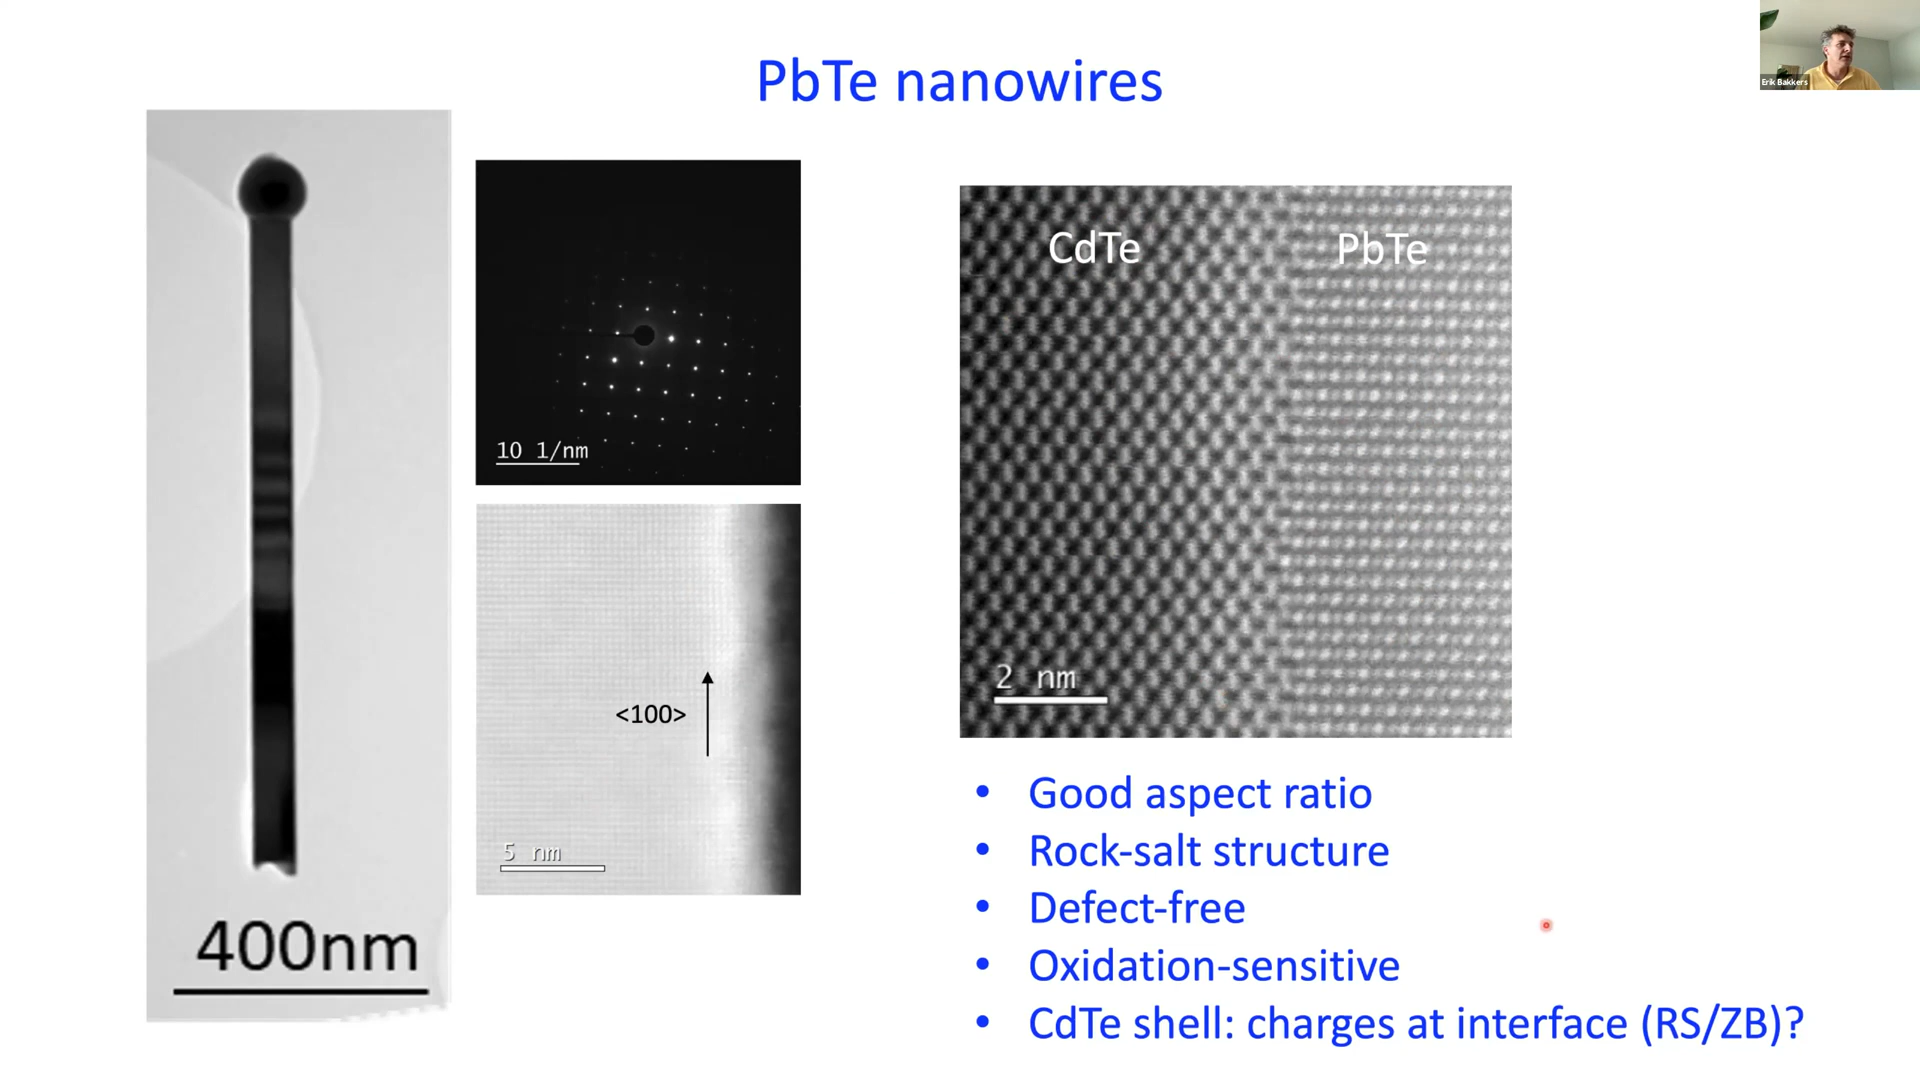 PbTe nanowires
Erik Bakkers
400nm
10 1/nm
<100>
5 nm
CdTe
PbTe
2 nm
• Good aspect ratio
• Rock-salt structure
• Defect-free
• Oxidation-sensitive
• CdTe shell: charges at interface (RS/ZB)?